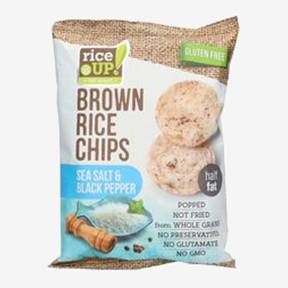 rice
UP!
GLUTEN FREE
BROWN
RICE
CHIPS
SEA SALT &
BLACK PEPPER
half
fat
POPPED
NOT FRIED
from WHOLE GRAINS
NO PRESERVATIVES
NO GLUTAMATE
NO GMO